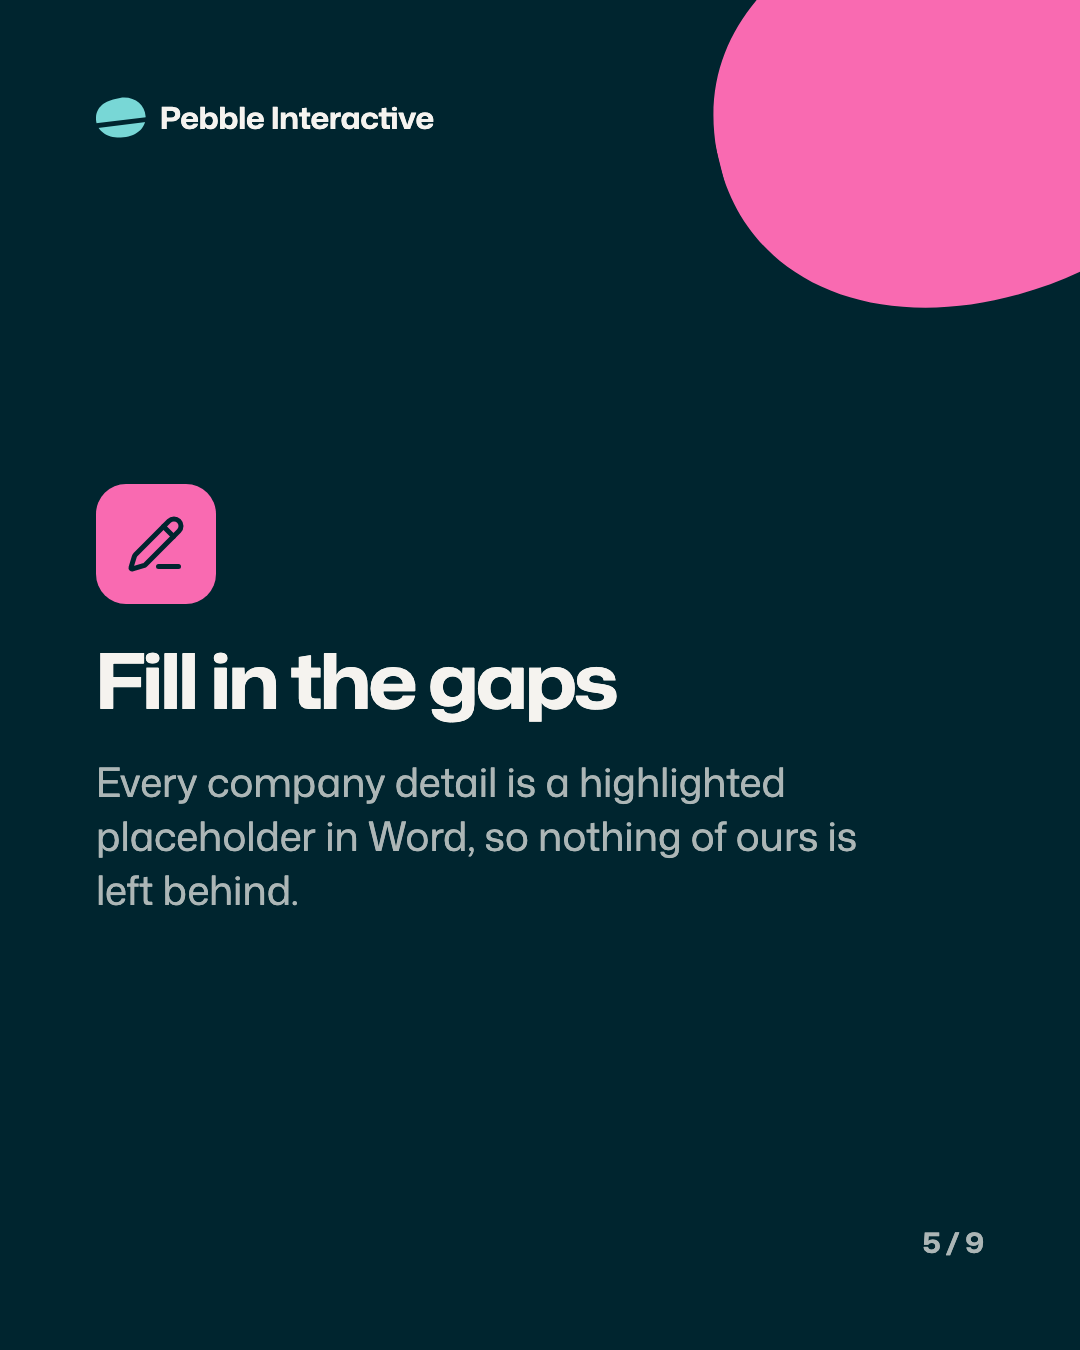 Pebble Interactive
Fill in the gaps
Every company detail is a highlighted
placeholder in Word, so nothing of ours is
left behind.
5 / 9